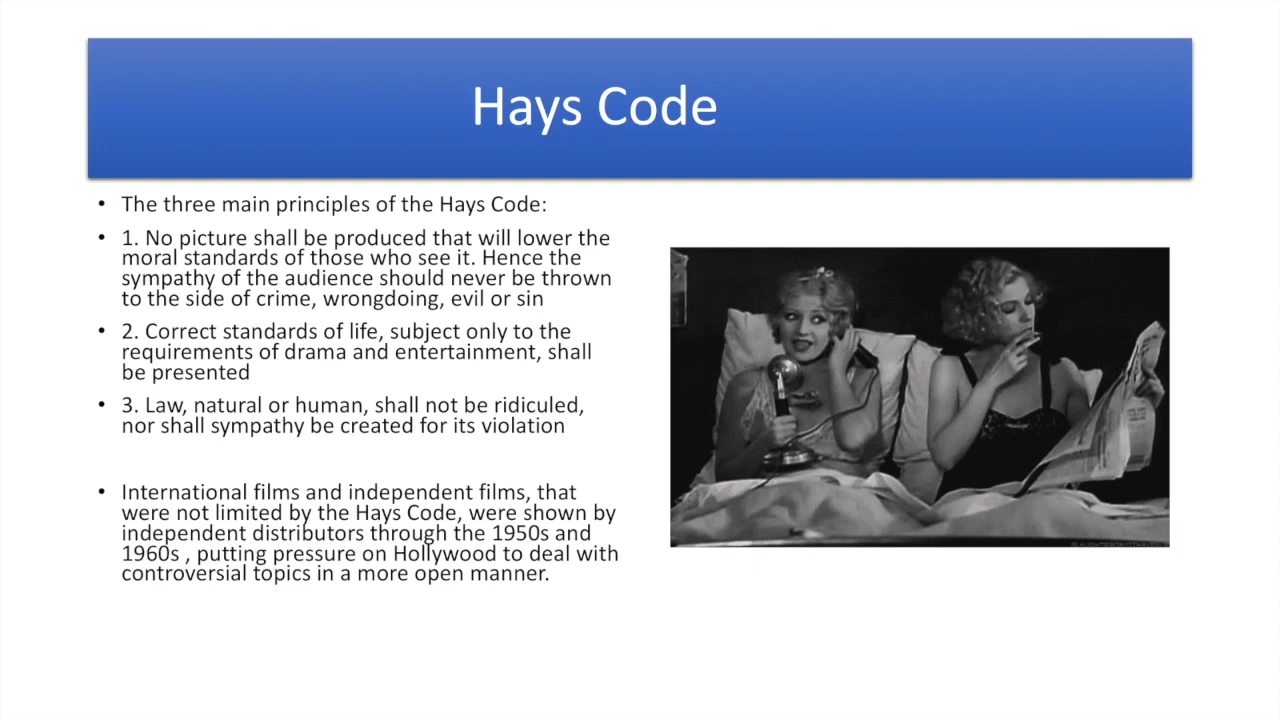 Hays Code
• The three main principles of the Hays Code:
• 1. No picture shall be produced that will lower the
moral standards of those who see it. Hence the
sympathy of the audience should never be thrown
to the side of crime, wrongdoing, evil or sin
• 2. Correct standards of life, subject only to the
requirements of drama and entertainment, shall
be presented
• 3. Law, natural or human, shall not be ridiculed,
nor shall sympathy be created for its violation
• International films and independent films, that
were not limited by the Hays Code, were shown by
independent distributors through the 1950s and
1960s , putting pressure on Hollywood to deal with
controversial topics in a more open manner.